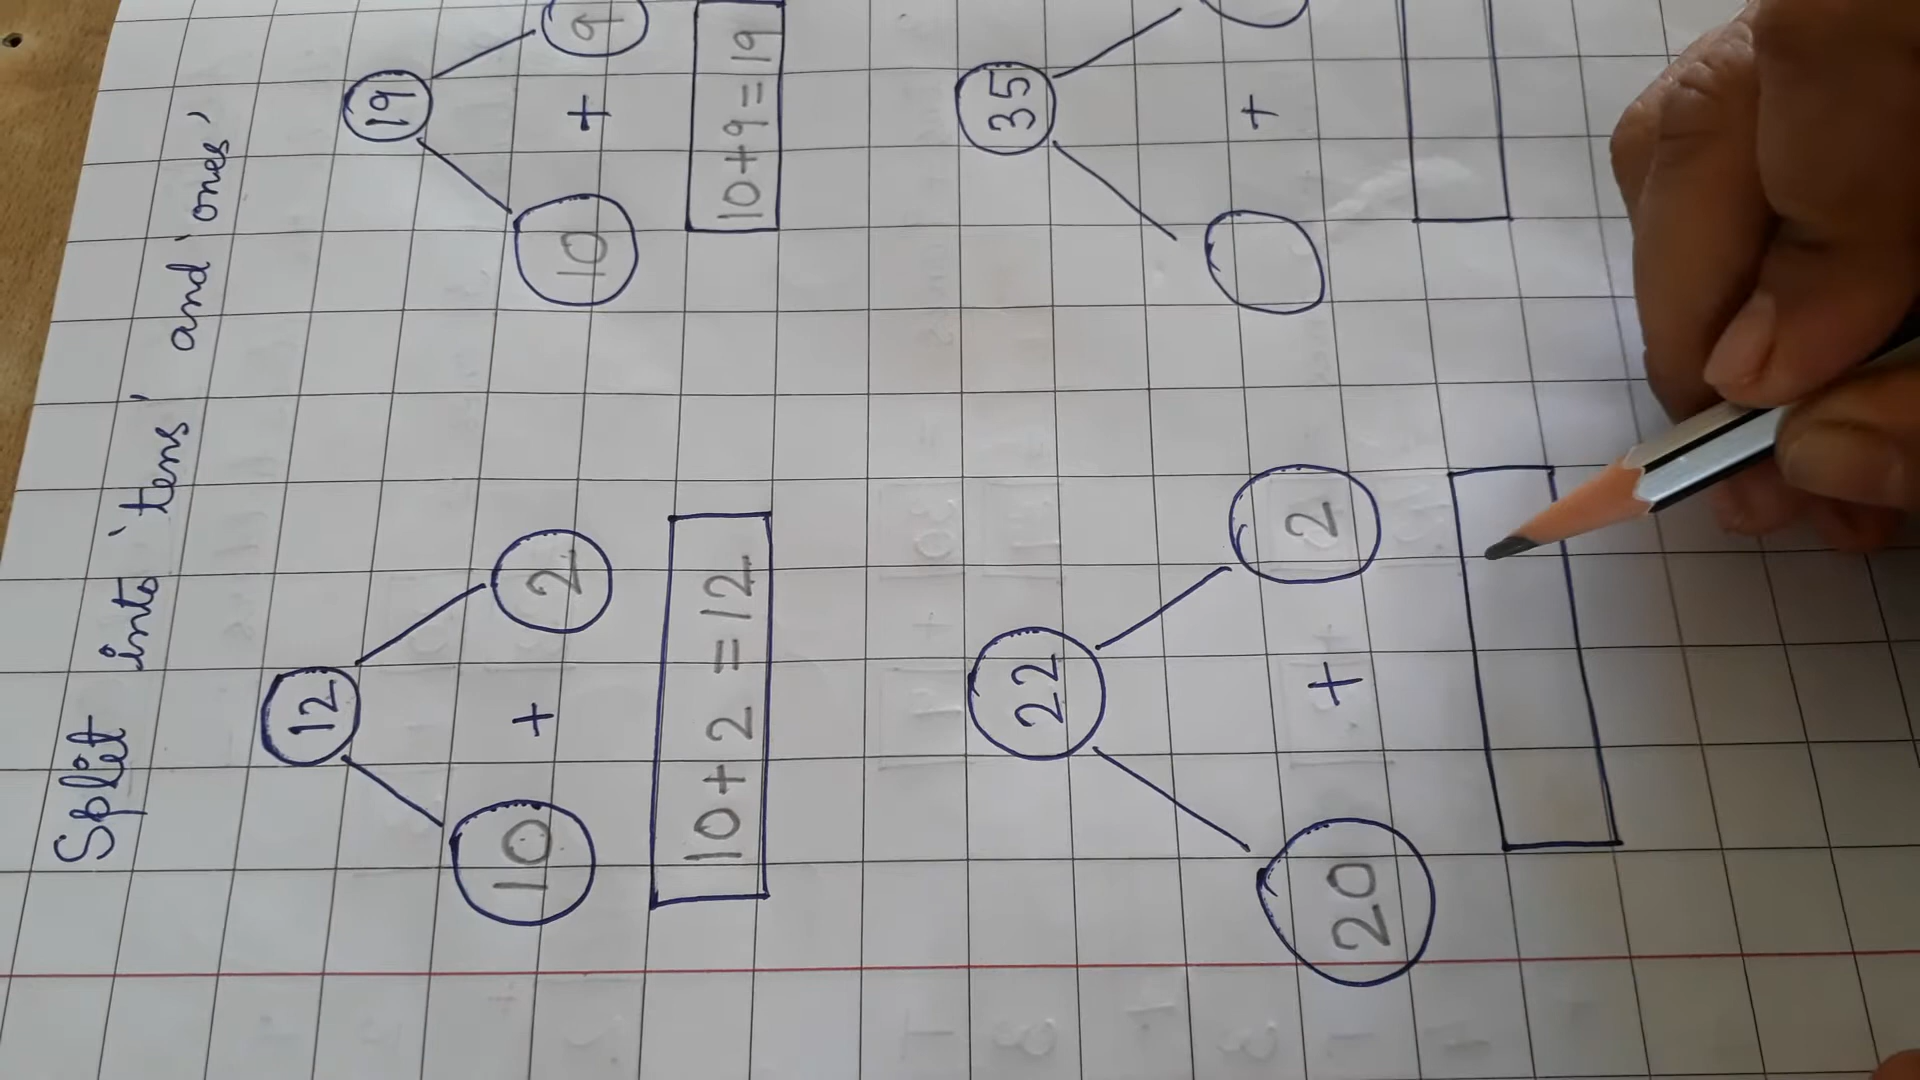 Split into 'tens' and 'ones'
12 19
10 + 2 10 + 9
10+2=12 10+9=19
22 35
20 + 2 +